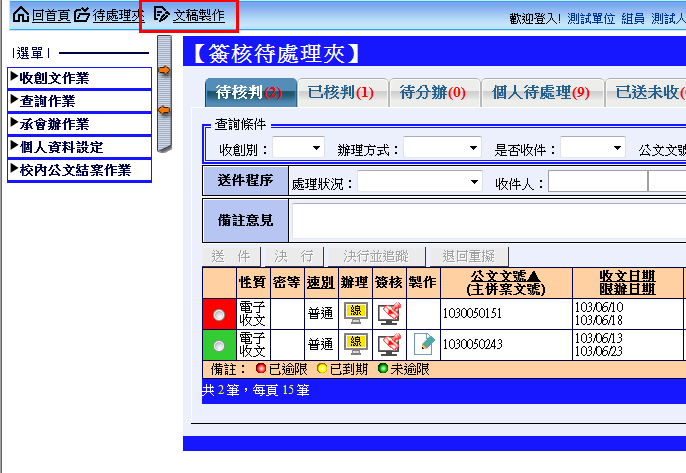 回首頁 待處理夾 文稿製作
歡迎登入! 測試單位 組員 測試人
|選單|
收創文作業
查詢作業
承會辦作業
個人資料設定
校內公文結案作業
【簽核待處理夾】
待核判(2) 已核判(1) 待分辦(0) 個人待處理(9) 已送未收(
查詢條件
收創別： 辦理方式： 是否收件： 公文文號
送件程序 處理狀況： 收件人：
備註意見
送 件 決 行 決行並追蹤 退回重擬
性質 密等 速別 辦理 簽核 製作 公文文號▲ (主併案文號) 收文日期 限辦日期
電子收文 普通 線 1030050151 103/06/10 103/06/18
電子收文 普通 線 1030050243 103/06/13 103/06/23
備註： 已逾限 已到期 未逾限
共 2 筆，每頁 15 筆